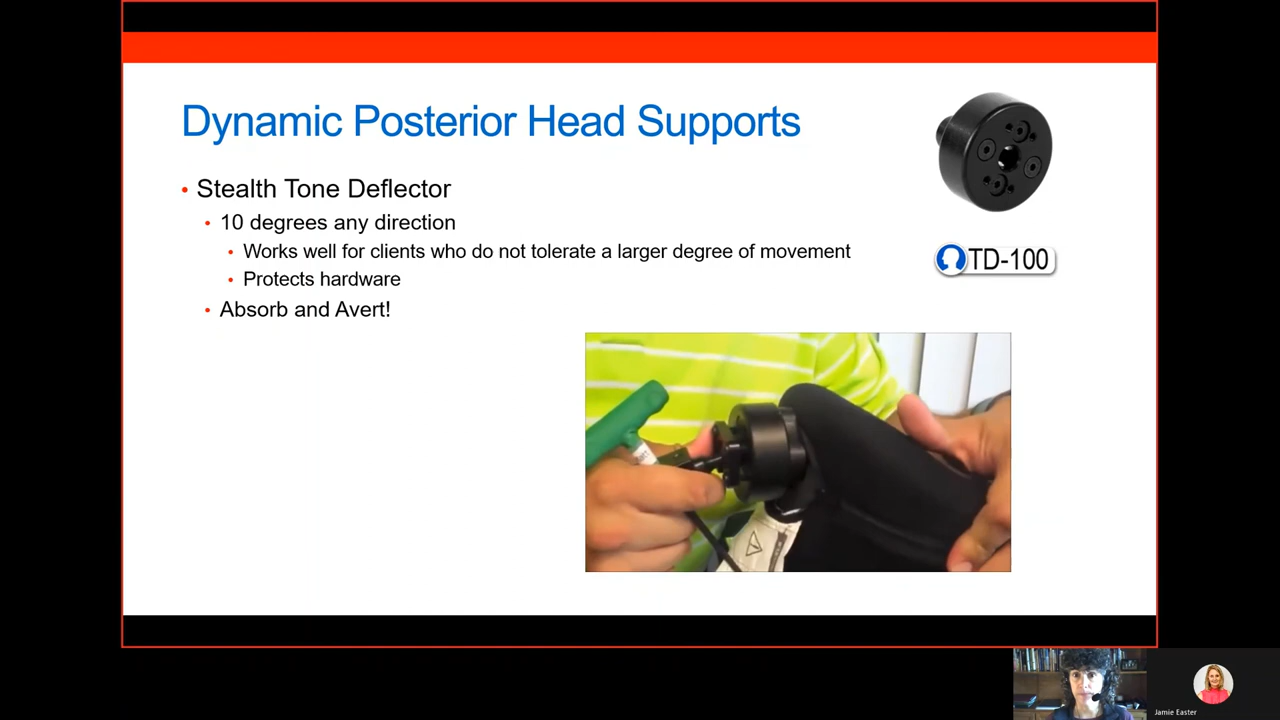 Dynamic Posterior Head Supports
• Stealth Tone Deflector
• 10 degrees any direction
• Works well for clients who do not tolerate a larger degree of movement
• Protects hardware
• Absorb and Avert!
TD-100
Jamie Easter